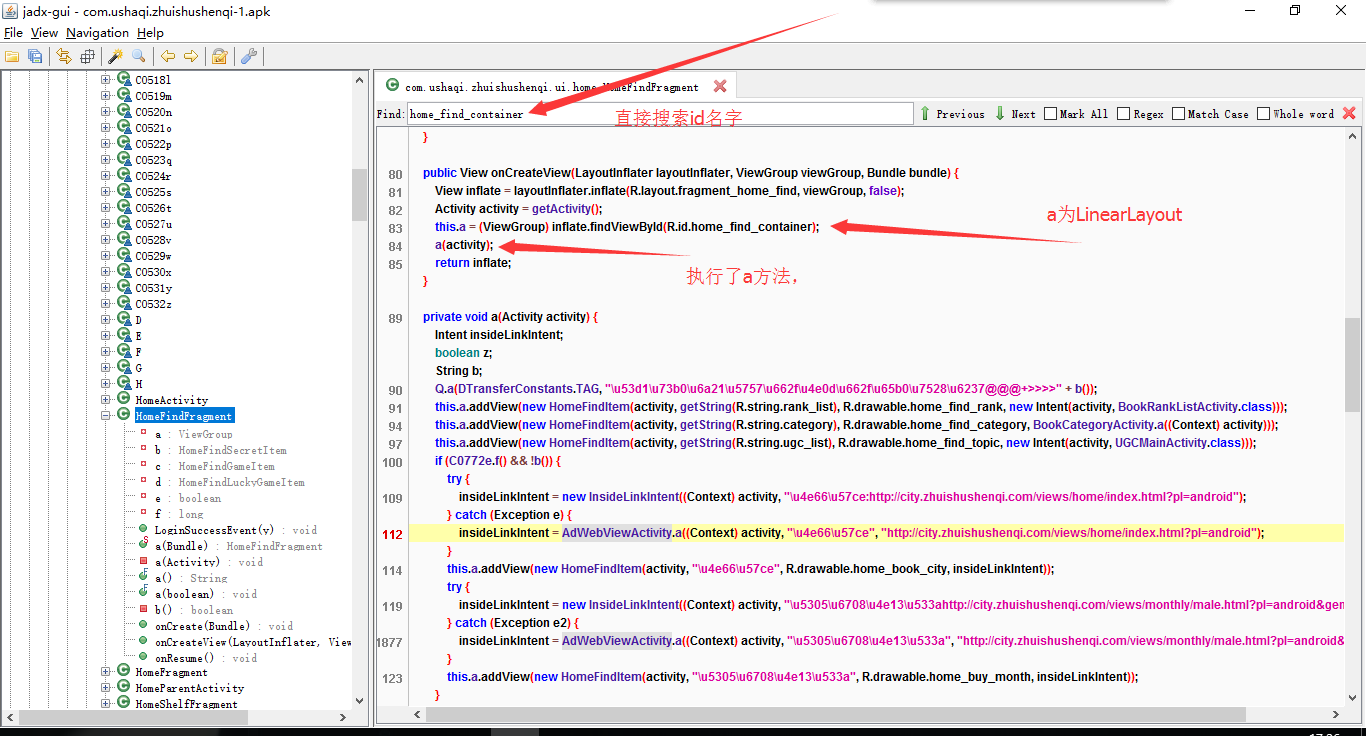 jadx-gui - com.ushaqi.zhuishushenqi-1.apk
File View Navigation Help
C0518l
C0519m
C0520n
C0521o
C0522p
C0523q
C0524r
C0525s
C0526t
C0527u
C0528v
C0529w
C0530x
C0531y
C0532z
D
E
F
G
H
HomeActivity
HomeFindFragment
a : ViewGroup
b : HomeFindSecretItem
c : HomeFindGameItem
d : HomeFindLuckyGameItem
e : boolean
f : long
LoginSuccessEvent(v) : void
a(Bundle) : HomeFindFragment
a(Activity) : void
a() : String
a(boolean) : void
b() : boolean
onCreate(Bundle) : void
onCreateView(LayoutInflater, View
onResume() : void
HomeFragment
HomeParentActivity
HomeShelfFragment
com.ushaqi.zhuishushenqi.ui.home.HomeFindFragment
Find: home_find_container Previous Next Mark All Regex Match Case Whole word
直接搜索id名字
}
80 public View onCreateView(LayoutInflater layoutInflater, ViewGroup viewGroup, Bundle bundle) {
81 View inflate = layoutInflater.inflate(R.layout.fragment_home_find, viewGroup, false);
82 Activity activity = getActivity();
83 this.a = (ViewGroup) inflate.findViewById(R.id.home_find_container);
a为LinearLayout
84 a(activity);
85 return inflate;
执行了a方法，
}
89 private void a(Activity activity) {
Intent insideLinkIntent;
boolean z;
String b;
90 Q.a(DTransferConstants.TAG, "\u53d1\u73b0\u6a21\u5757\u662f\u4e0d\u662f\u65b0\u7528\u6237@@@+>>>>" + b());
91 this.a.addView(new HomeFindItem(activity, getString(R.string.rank_list), R.drawable.home_find_rank, new Intent(activity, BookRankListActivity.class)));
94 this.a.addView(new HomeFindItem(activity, getString(R.string.category), R.drawable.home_find_category, BookCategoryActivity.a((Context) activity)));
97 this.a.addView(new HomeFindItem(activity, getString(R.string.ugc_list), R.drawable.home_find_topic, new Intent(activity, UGCMainActivity.class)));
100 if (C0772e.f() && !b()) {
try {
109 insideLinkIntent = new InsideLinkIntent((Context) activity, "\u4e66\u57ce:http://city.zhuishushenqi.com/views/home/index.html?pl=android");
} catch (Exception e) {
112 insideLinkIntent = AdWebViewActivity.a((Context) activity, "\u4e66\u57ce", "http://city.zhuishushenqi.com/views/home/index.html?pl=android");
}
114 this.a.addView(new HomeFindItem(activity, "\u4e66\u57ce", R.drawable.home_book_city, insideLinkIntent));
try {
119 insideLinkIntent = new InsideLinkIntent((Context) activity, "\u5305\u6708\u4e13\u533ahttp://city.zhuishushenqi.com/views/monthly/male.html?pl=android&gen
} catch (Exception e2) {
1877 insideLinkIntent = AdWebViewActivity.a((Context) activity, "\u5305\u6708\u4e13\u533a", "http://city.zhuishushenqi.com/views/monthly/male.html?pl=android&
}
123 this.a.addView(new HomeFindItem(activity, "\u5305\u6708\u4e13\u533a", R.drawable.home_buy_month, insideLinkIntent));
}